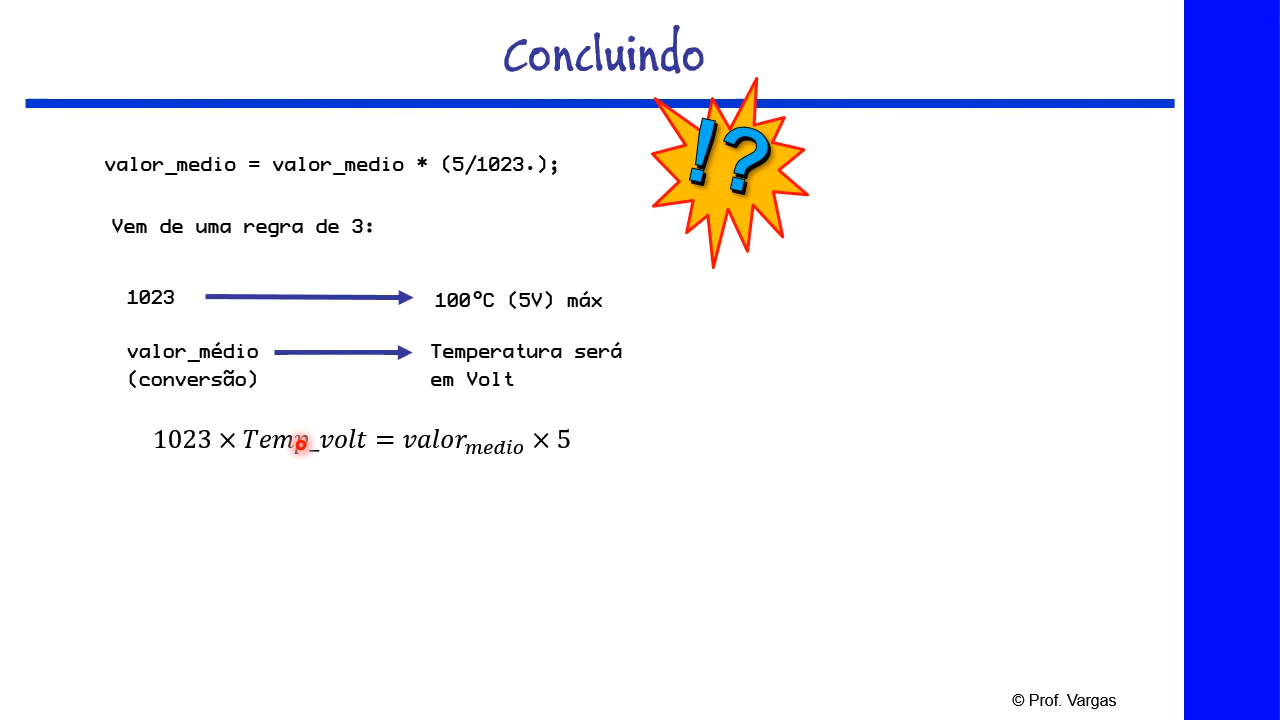 Concluindo
!?
valor_medio = valor_medio * (5/1023.);
Vem de uma regra de 3:
1023
100°C (5V) máx
valor_médio
(conversão)
Temperatura será
em Volt
1023 × Temp_volt = valor_medio × 5
© Prof. Vargas